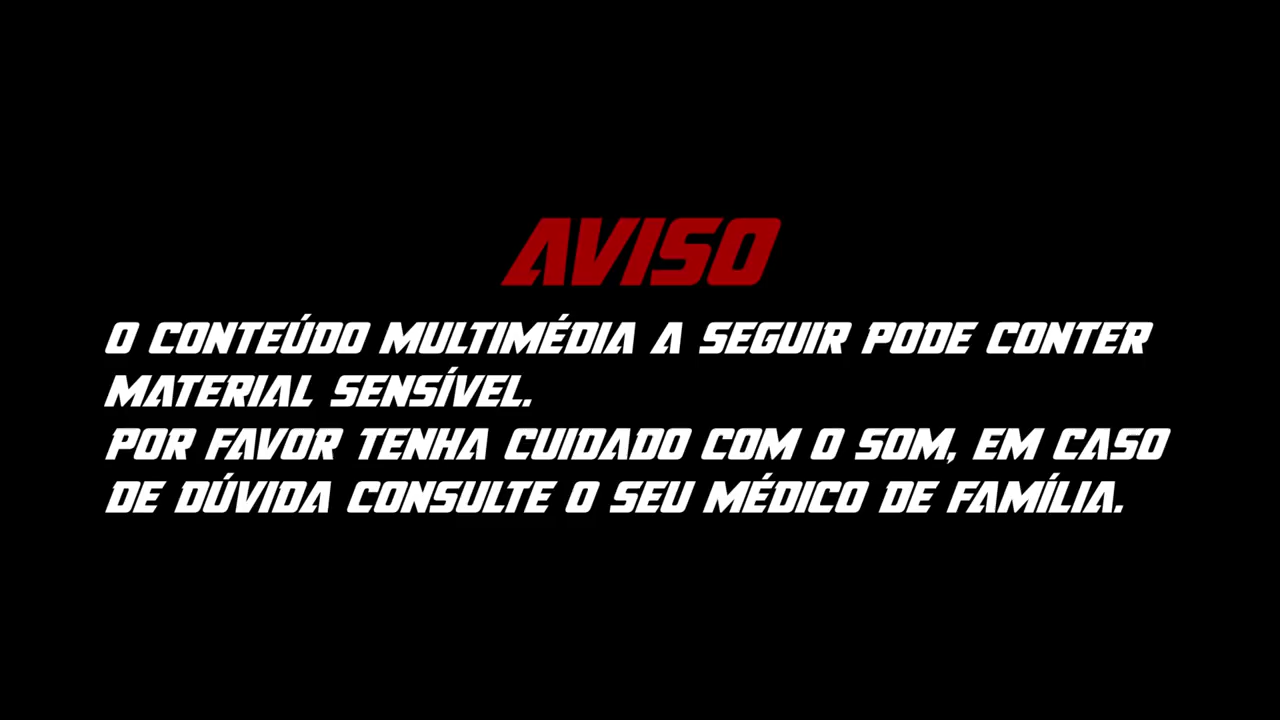 AVISO
O CONTEÚDO MULTIMÉDIA A SEGUIR PODE CONTER
MATERIAL SENSÍVEL.
POR FAVOR TENHA CUIDADO COM O SOM, EM CASO
DE DÚVIDA CONSULTE O SEU MÉDICO DE FAMÍLIA.